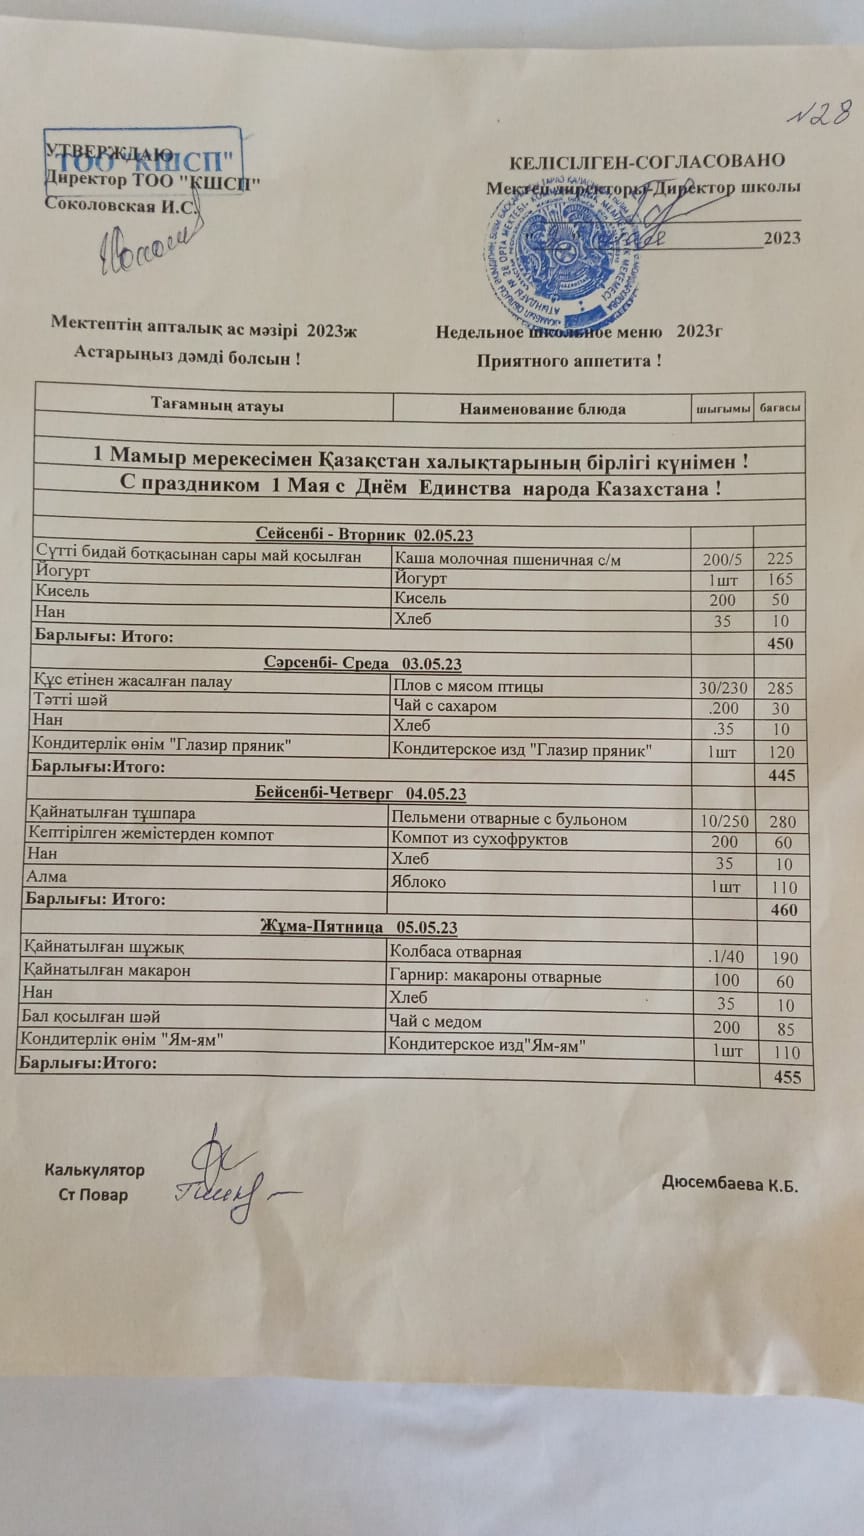 №28
УТВЕРЖДАЮ
ТОО "КШСП"
Директор ТОО "КШСП"
Соколовская И.С.
КЕЛІСІЛГЕН-СОГЛАСОВАНО
Мектеп директоры-Директор школы
2023
Мектептің апталық ас мәзірі 2023ж
Астарыңыз дәмді болсын !
Недельное школьное меню 2023г
Приятного аппетита !
Тағамның атауы Наименование блюда шығымы бағасы
1 Мамыр мерекесімен Қазақстан халықтарының бірлігі күнімен !
С праздником 1 Мая с Днём Единства народа Казахстана !
Сейсенбі - Вторник 02.05.23
Сүтті бидай ботқасынан сары май қосылған Каша молочная пшеничная с/м 200/5 225
Йогурт Йогурт 1шт 165
Кисель Кисель 200 50
Нан Хлеб 35 10
Барлығы: Итого: 450
Сәрсенбі- Среда 03.05.23
Құс етінен жасалған палау Плов с мясом птицы 30/230 285
Тәтті шәй Чай с сахаром .200 30
Нан Хлеб .35 10
Кондитерлік өнім "Глазир пряник" Кондитерское изд "Глазир пряник" 1шт 120
Барлығы:Итого: 445
Бейсенбі-Четверг 04.05.23
Қайнатылған тұшпара Пельмени отварные с бульоном 10/250 280
Кептірілген жемістерден компот Компот из сухофруктов 200 60
Нан Хлеб 35 10
Алма Яблоко 1шт 110
Барлығы: Итого: 460
Жұма-Пятница 05.05.23
Қайнатылған шұжық Колбаса отварная .1/40 190
Қайнатылған макарон Гарнир: макароны отварные 100 60
Нан Хлеб 35 10
Бал қосылған шәй Чай с медом 200 85
Кондитерлік өнім "Ям-ям" Кондитерское изд"Ям-ям" 1шт 110
Барлығы:Итого: 455
Калькулятор
Ст Повар
Дюсембаева К.Б.